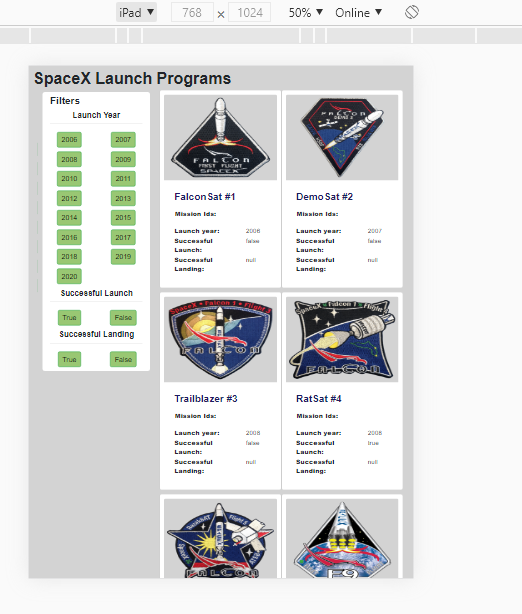 iPad ▼ 768 × 1024 50% ▼ Online ▼
SpaceX Launch Programs
Filters
Launch Year
2006 2007
2008 2009
2010 2011
2012 2013
2014 2015
2016 2017
2018 2019
2020
Successful Launch
True False
Successful Landing
True False
FALCON
FIRST FLIGHT
SPACEX
FalconSat #1
Mission Ids:
Launch year: 2006
Successful false
Launch:
Successful null
Landing:
FALCON
DEMO 2
DemoSat #2
Mission Ids:
Launch year: 2007
Successful false
Launch:
Successful null
Landing:
SpaceX • Falcon 1 • Flight 3
FALCON
Trailblazer #3
Mission Ids:
Launch year: 2008
Successful false
Launch:
Successful null
Landing:
SpaceX Falcon 1 Flight 4
FALCON
RatSat #4
Mission Ids:
Launch year: 2008
Successful true
Launch:
Successful null
Landing:
RazakSAT Flight 5
FALCON
F9